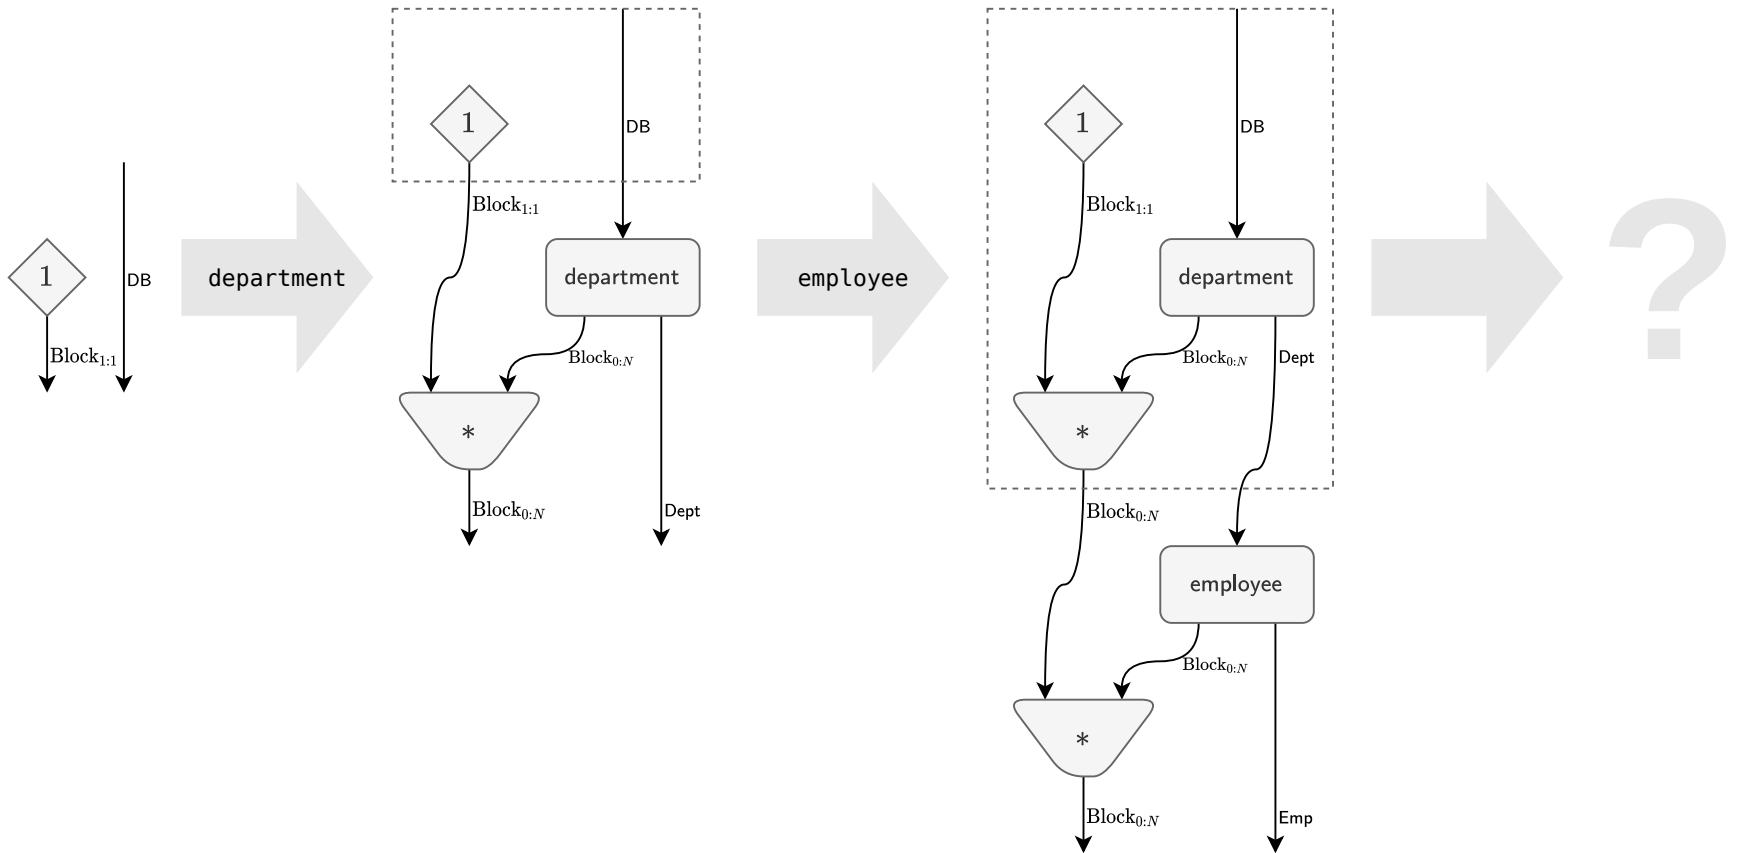 1
DB
Block1:1
department
1
DB
Block1:1
department
Block0:N
*
Block0:N
Dept
employee
1
DB
Block1:1
department
Block0:N
Dept
*
Block0:N
employee
Block0:N
*
Block0:N
Emp
?